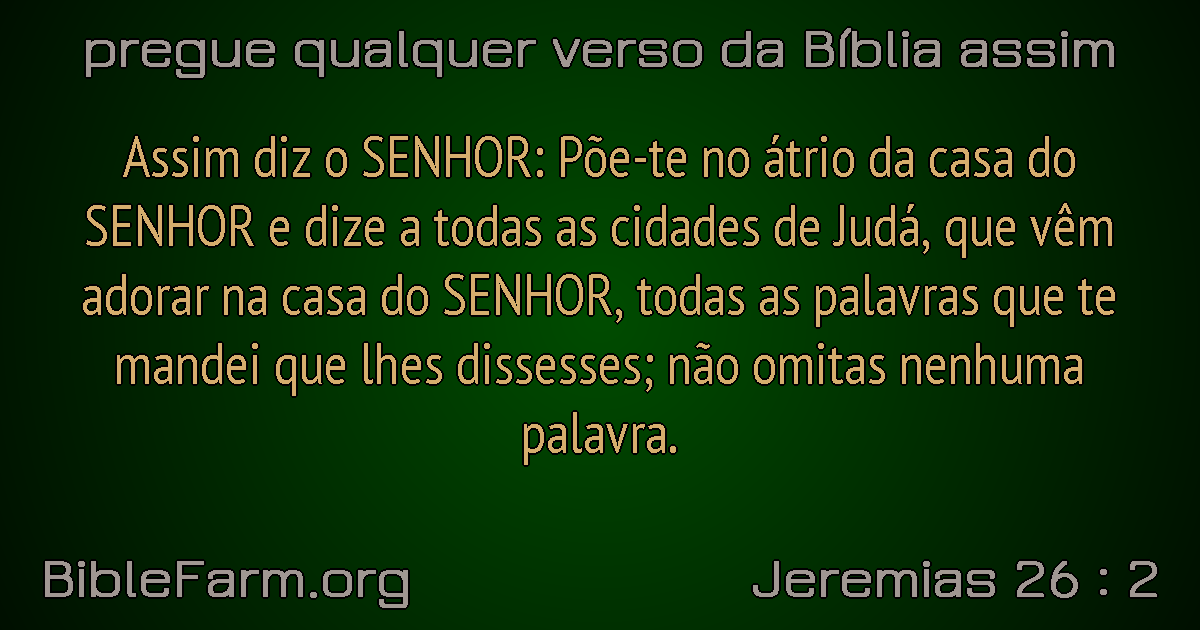 pregue qualquer verso da Bíblia assim
Assim diz o SENHOR: Põe-te no átrio da casa do
SENHOR e dize a todas as cidades de Judá, que vêm
adorar na casa do SENHOR, todas as palavras que te
mandei que lhes dissesses; não omitas nenhuma
palavra.
BibleFarm.org
Jeremias 26 : 2